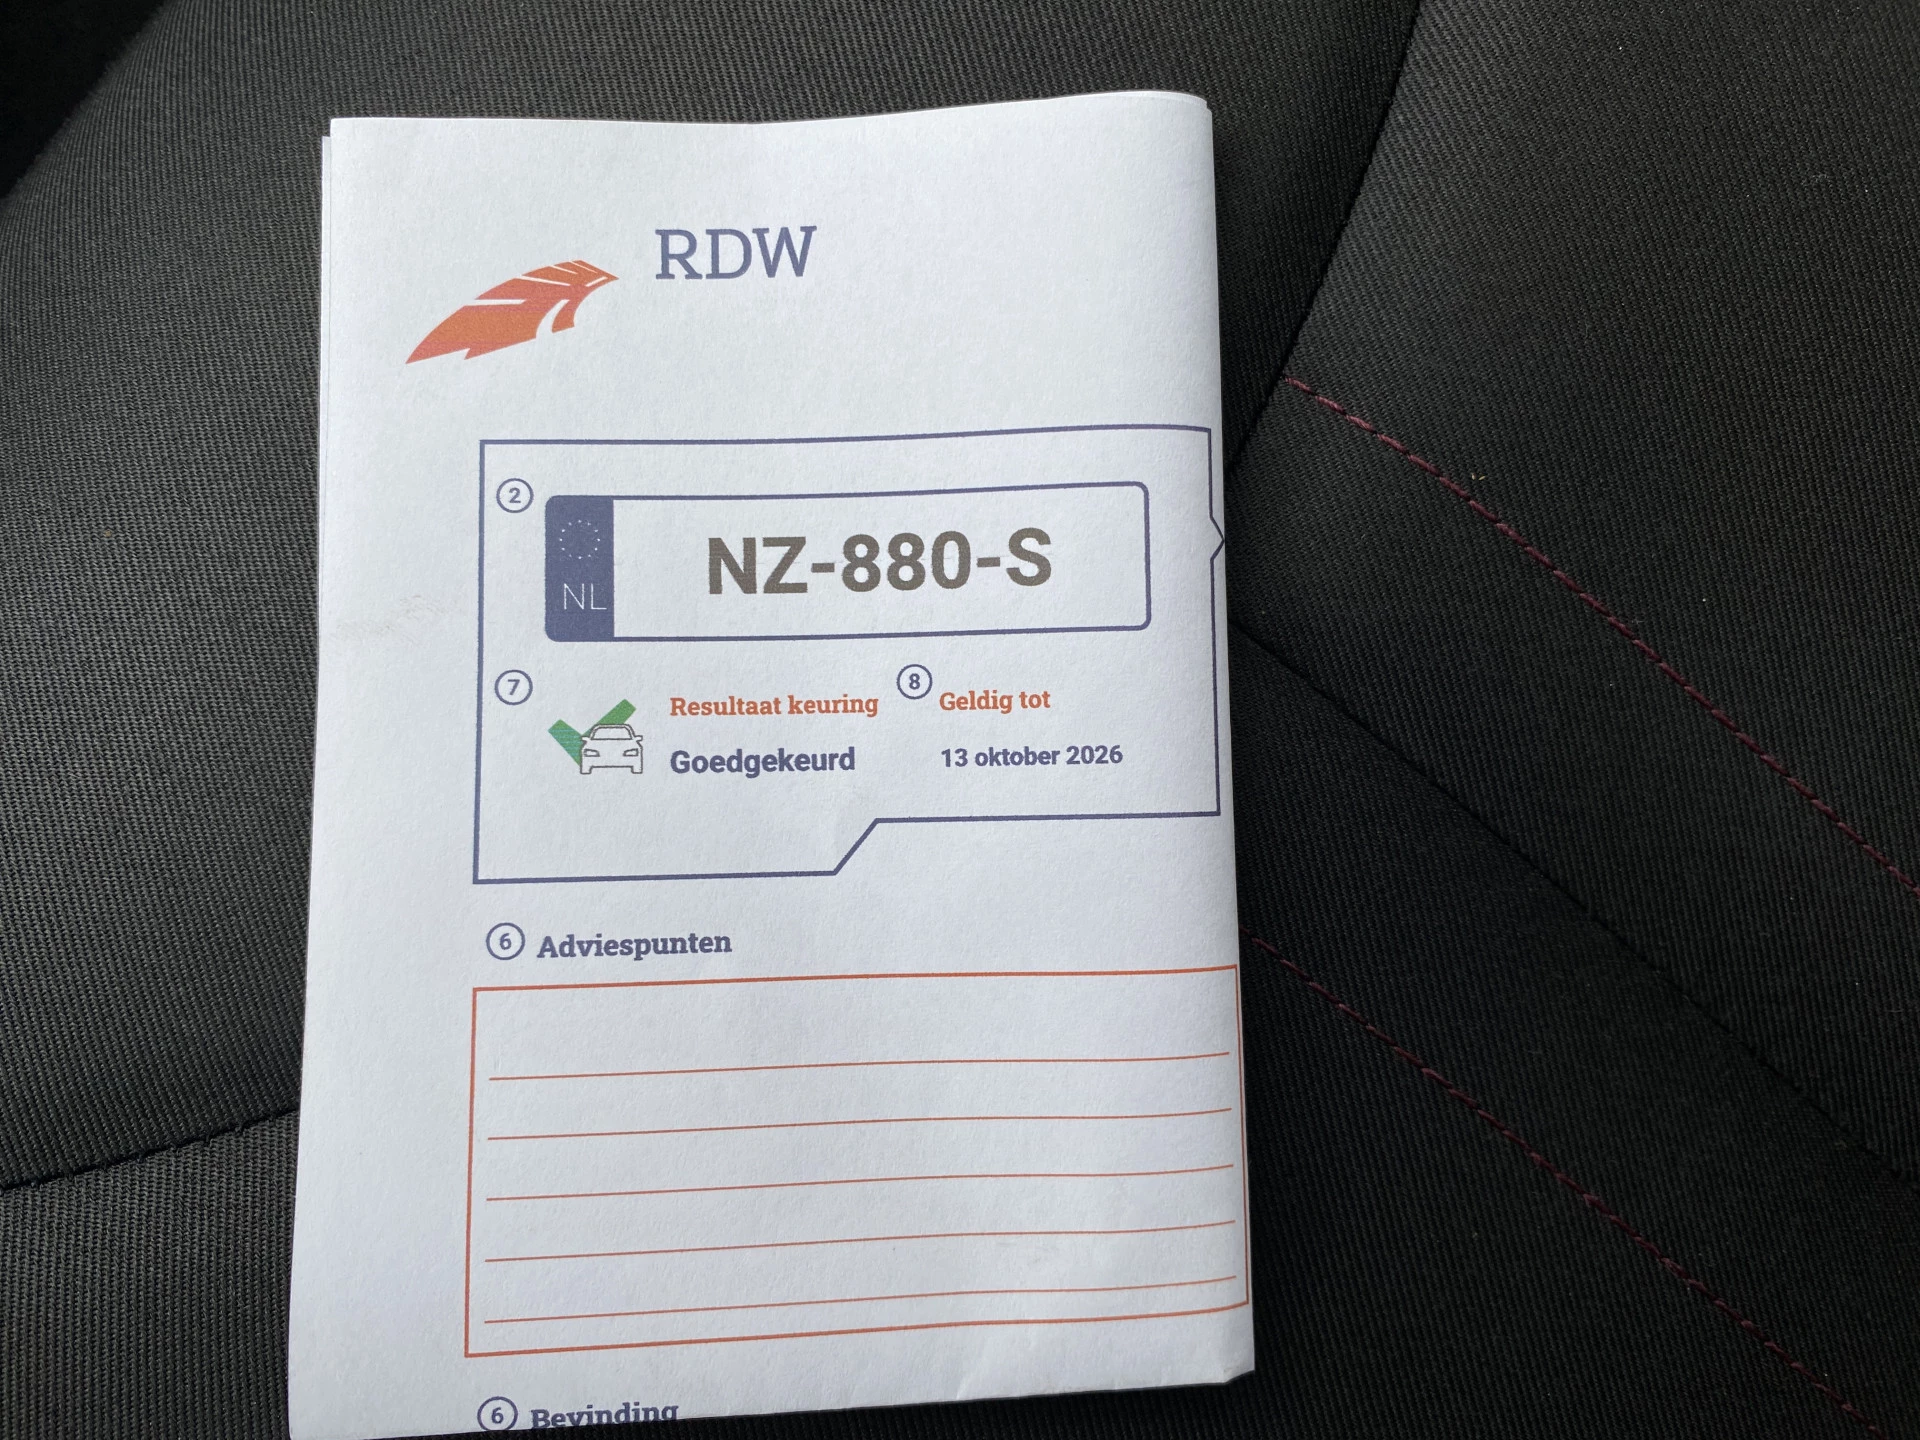 RDW
2
NL
NZ-880-S
7
Resultaat keuring
8
Geldig tot
Goedgekeurd
13 oktober 2026
6 Adviespunten
6 Bevinding